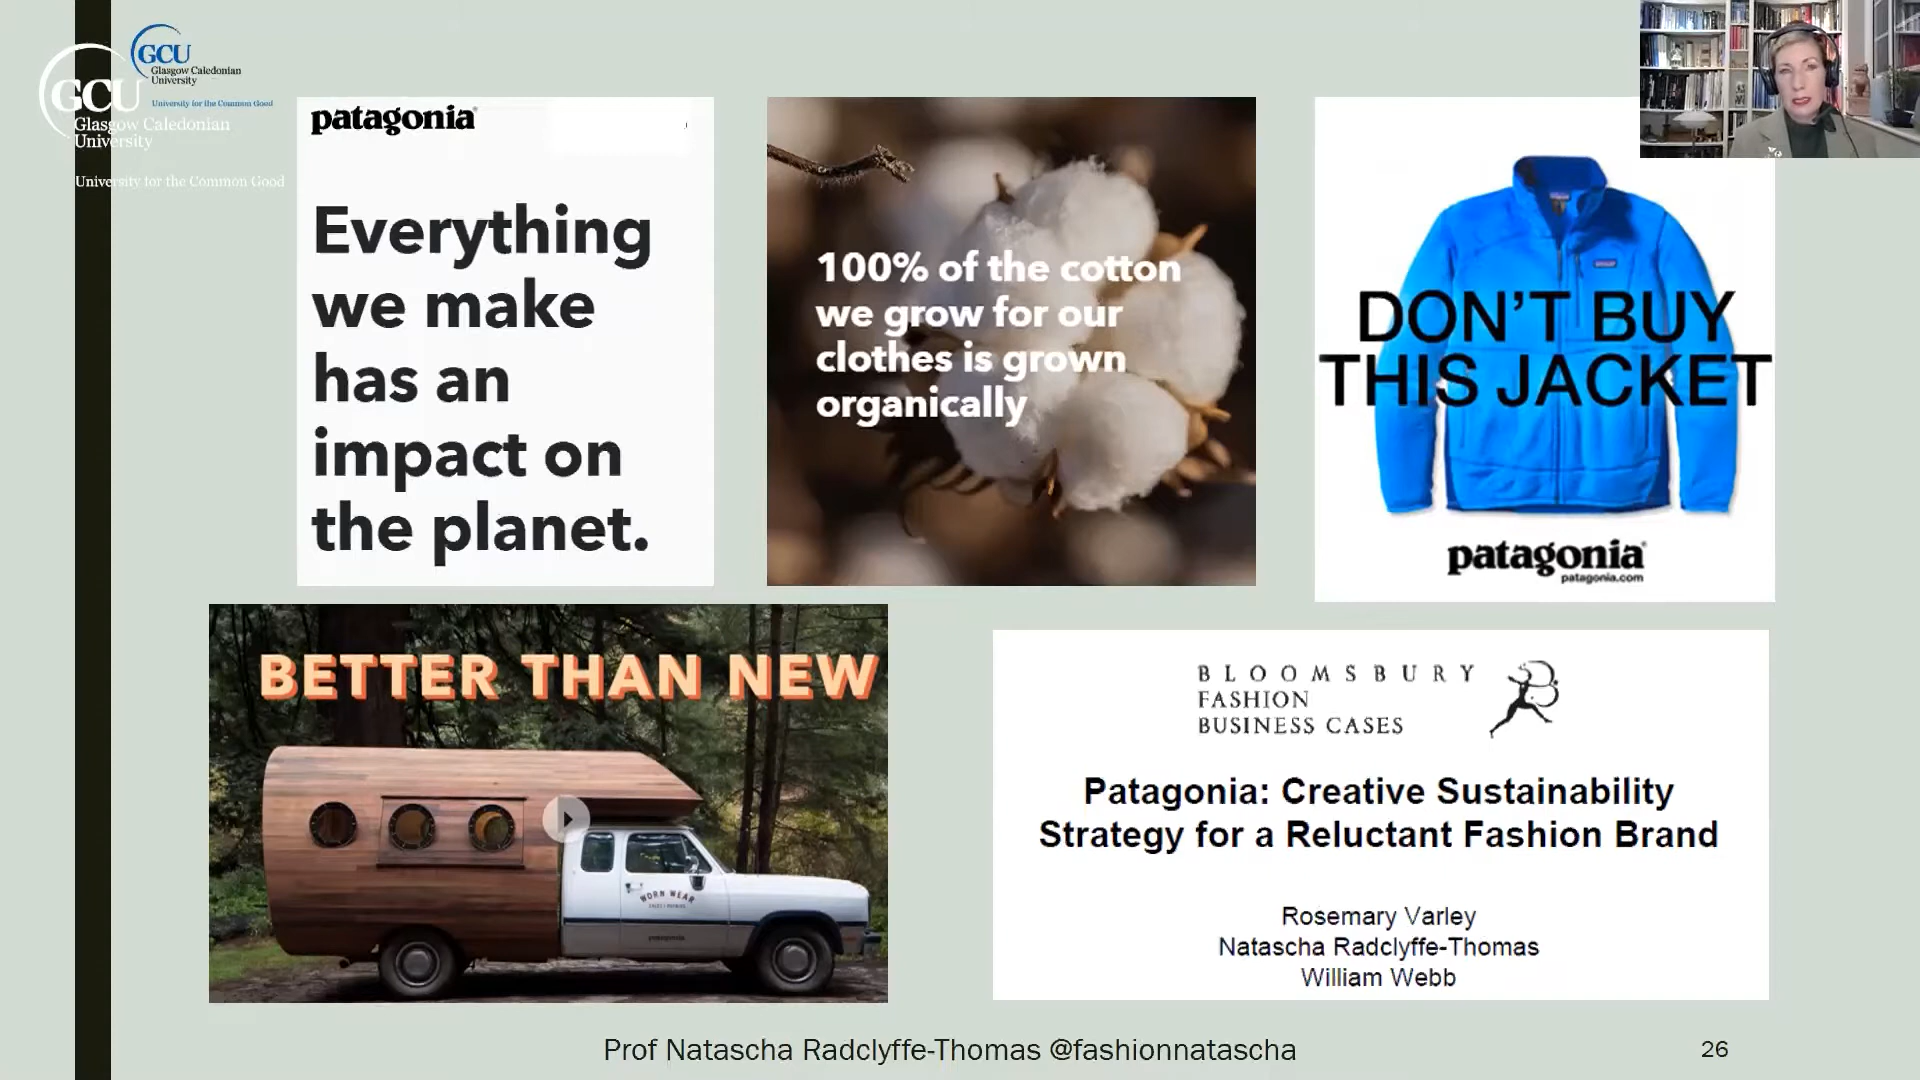 GCU
Glasgow Caledonian
University
University for the Common Good
GCU
Glasgow Caledonian
University
University for the Common Good
patagonia
Everything
we make
has an
impact on
the planet.
100% of the cotton
we grow for our
clothes is grown
organically
DON'T BUY
THIS JACKET
patagonia
patagonia.com
BETTER THAN NEW
WORN WEAR
patagonia
BLOOMSBURY
FASHION
BUSINESS CASES
Patagonia: Creative Sustainability
Strategy for a Reluctant Fashion Brand
Rosemary Varley
Natascha Radclyffe-Thomas
William Webb
Prof Natascha Radclyffe-Thomas @fashionnatascha
26